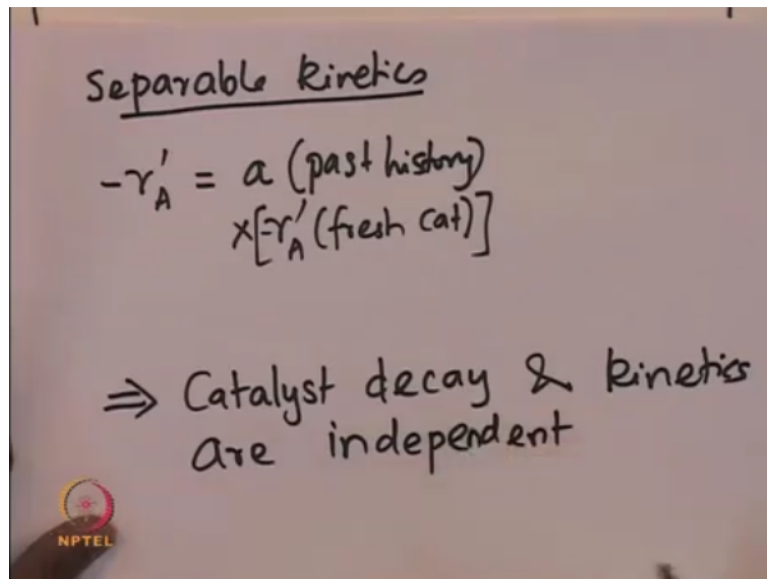 Separable kinetics
-r'A = a (past history)
x[-r'A (fresh cat)]
⇒ Catalyst decay & kinetics
are independent
NPTEL